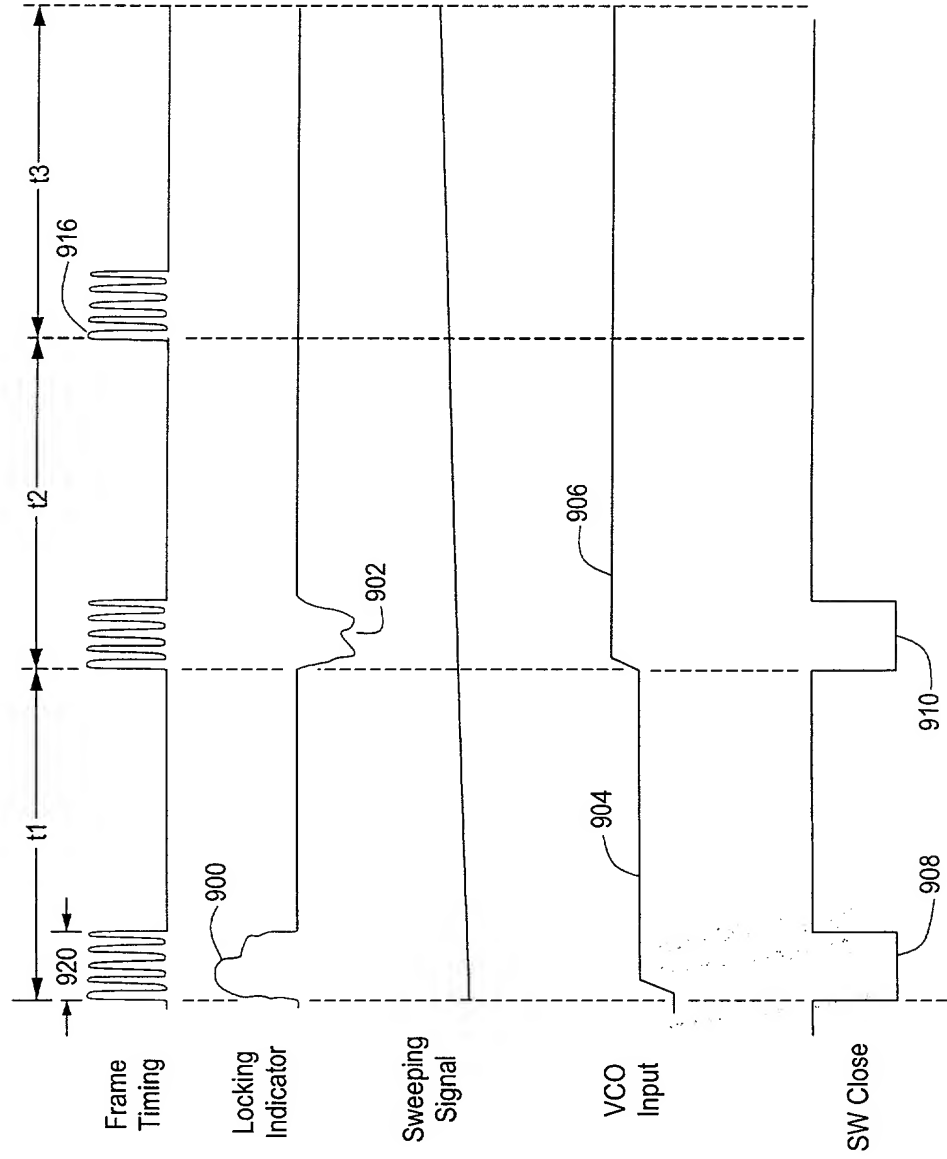 t1
t2
t3
920
916
Frame
Timing
900
902
Locking
Indicator
Sweeping
Signal
904
906
VCO
Input
908
910
SW Close